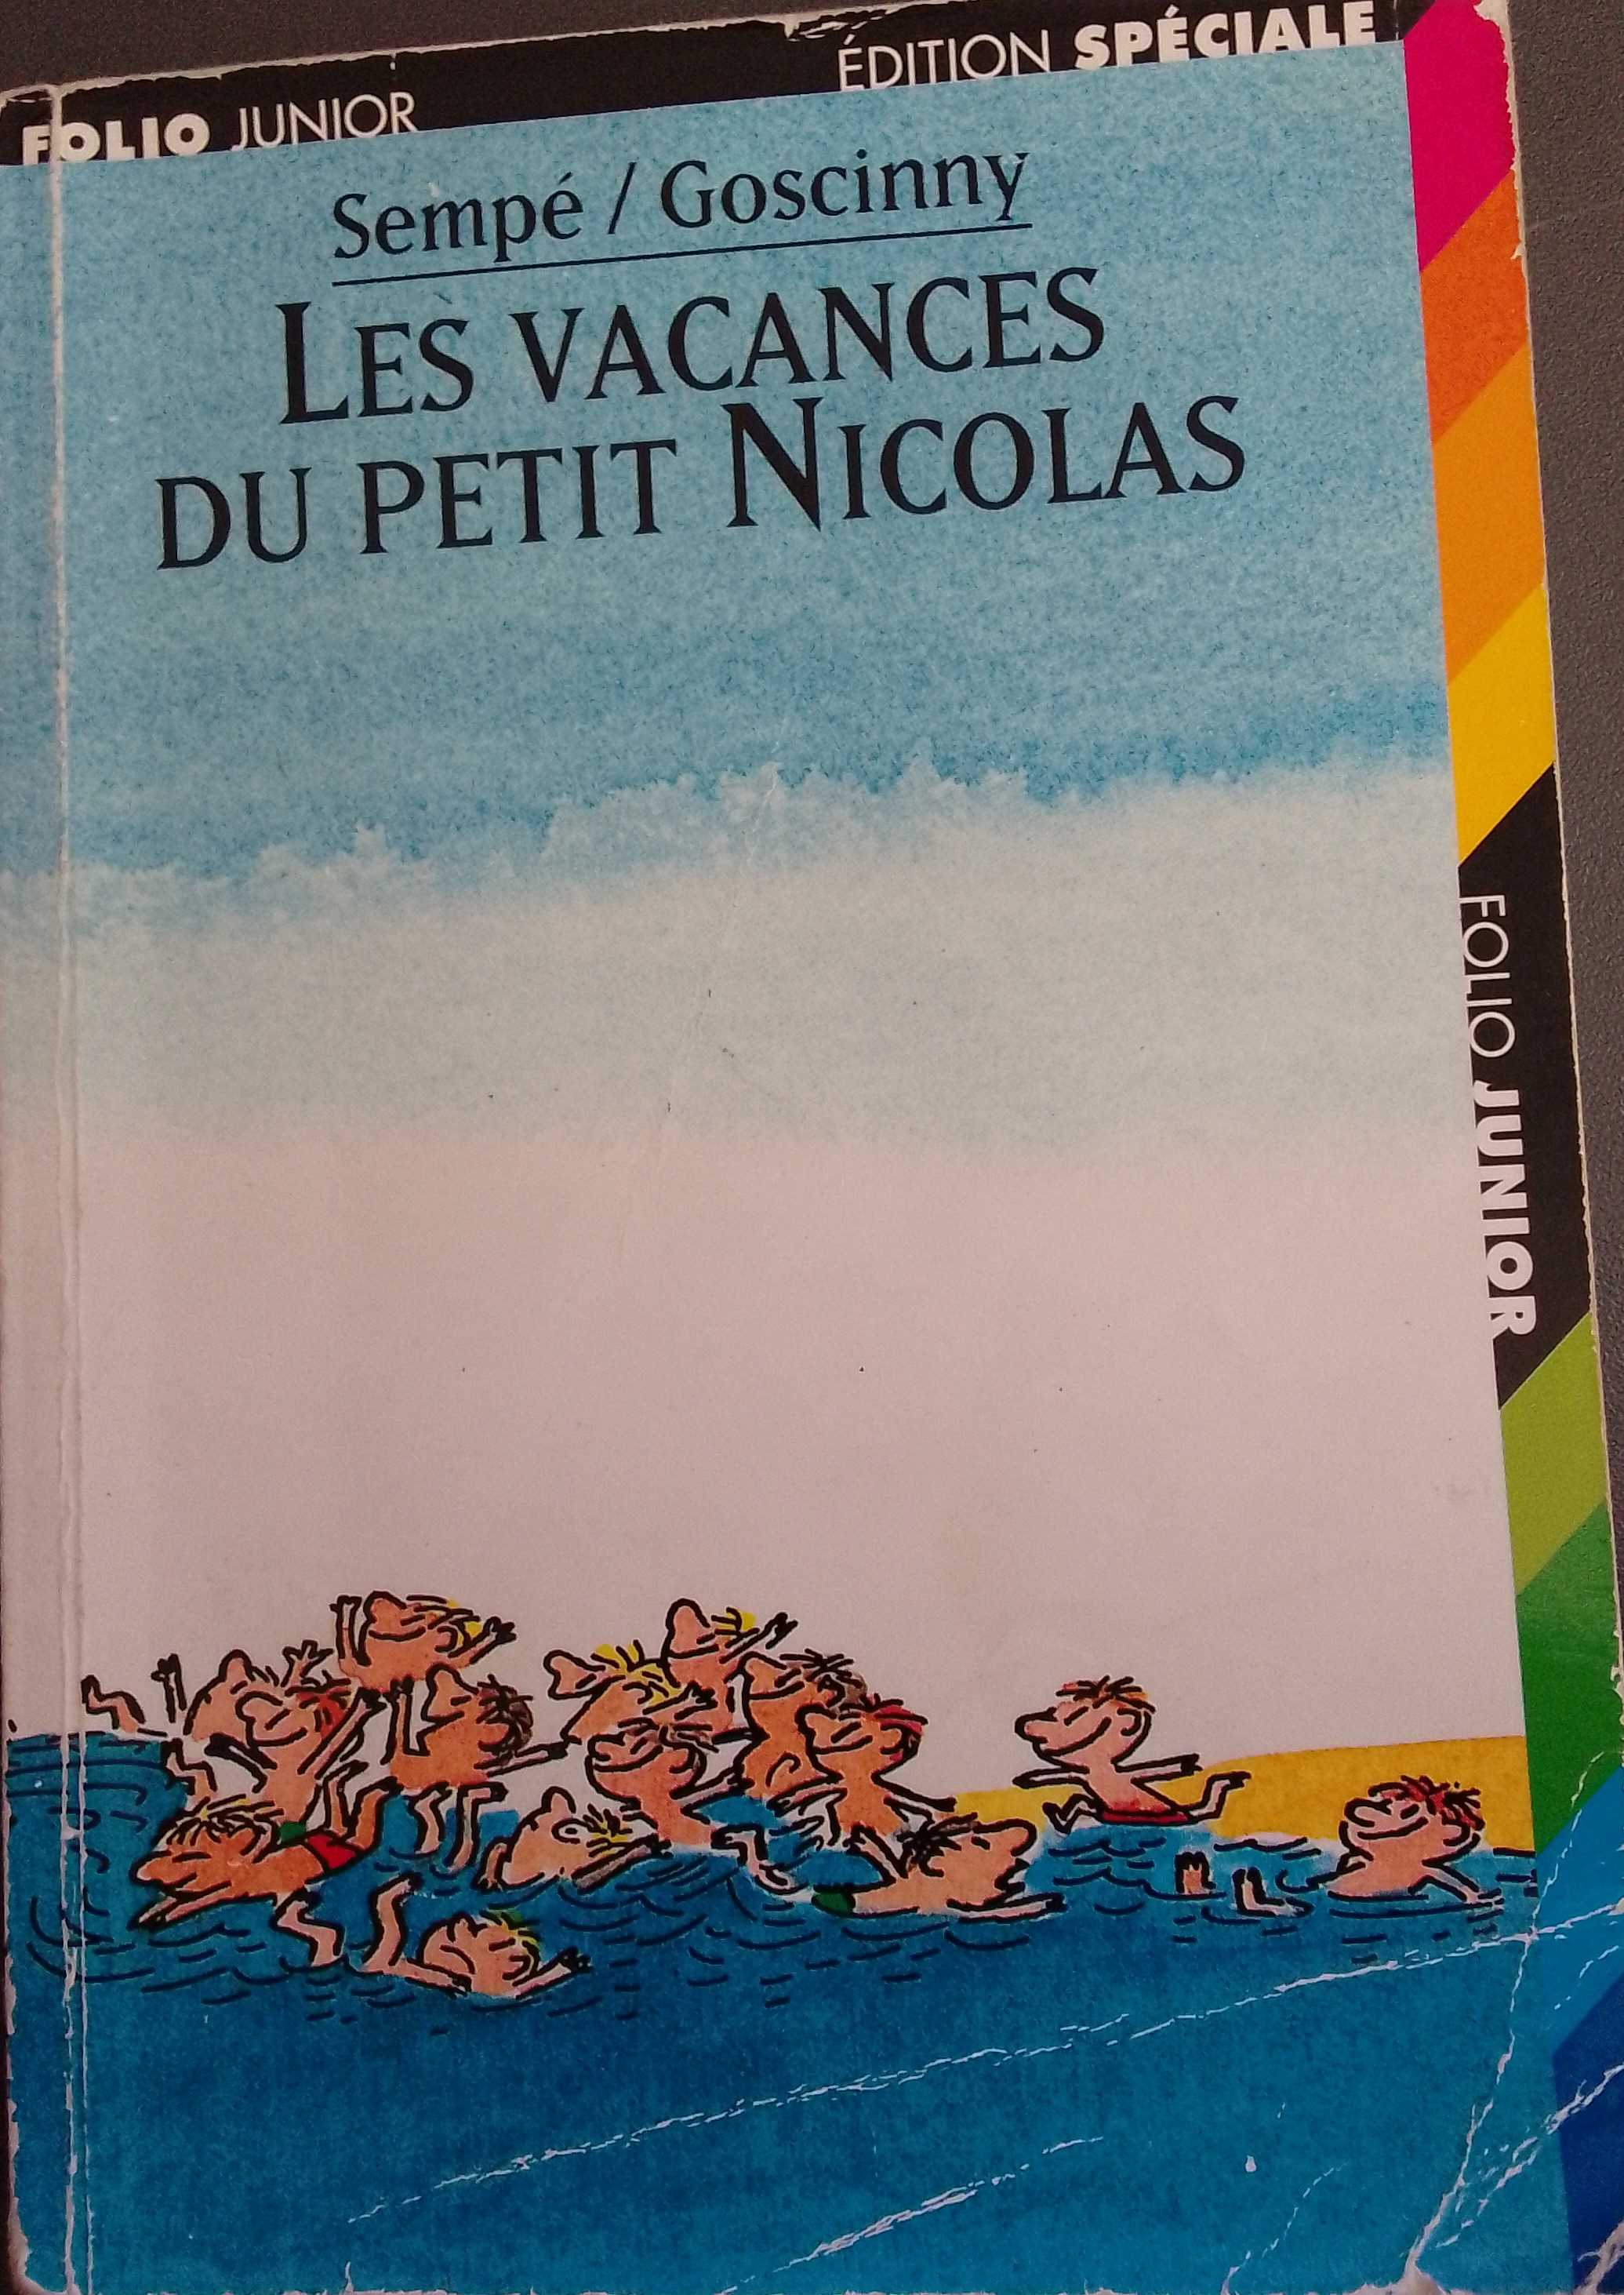 FOLIO JUNIOR
ÉDITION SPÉCIALE
Sempé / Goscinny
LES VACANCES
DU PETIT NICOLAS
FOLIO JUNIOR